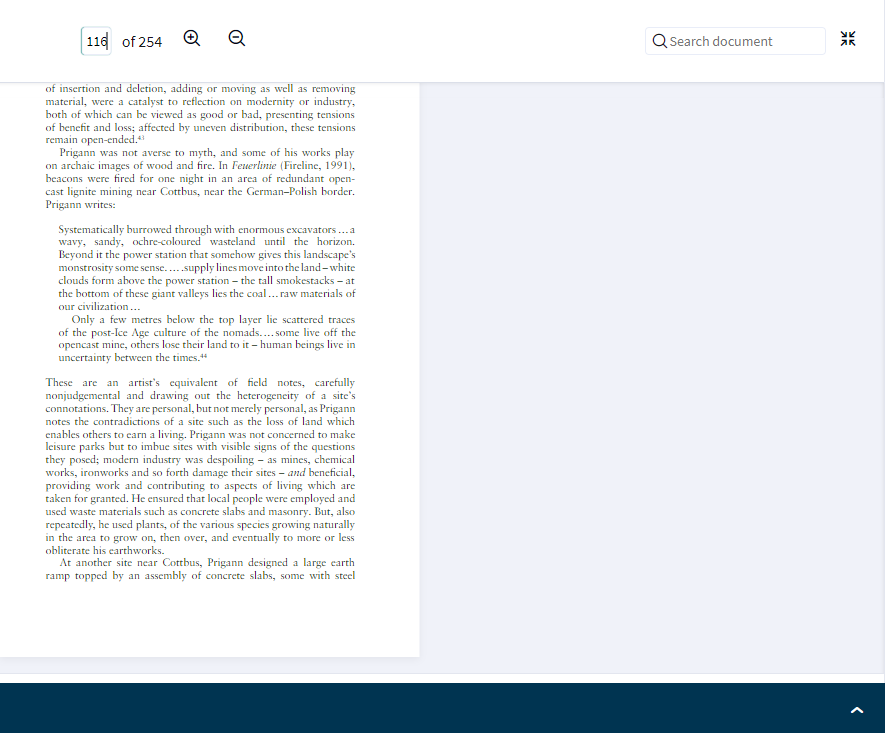 116 of 254
Search document
of insertion and deletion, adding or moving as well as removing
material, were a catalyst to reflection on modernity or industry,
both of which can be viewed as good or bad, presenting tensions
of benefit and loss; affected by uneven distribution, these tensions
remain open-ended.⁴³
Prigann was not averse to myth, and some of his works play
on archaic images of wood and fire. In Feuerlinie (Fireline, 1991),
beacons were fired for one night in an area of redundant open-
cast lignite mining near Cottbus, near the German–Polish border.
Prigann writes:
Systematically burrowed through with enormous excavators … a
wavy, sandy, ochre-coloured wasteland until the horizon.
Beyond it the power station that somehow gives this landscape's
monstrosity some sense. … .supply lines move into the land – white
clouds form above the power station – the tall smokestacks – at
the bottom of these giant valleys lies the coal … raw materials of
our civilization …
Only a few metres below the top layer lie scattered traces
of the post-Ice Age culture of the nomads. … some live off the
opencast mine, others lose their land to it – human beings live in
uncertainty between the times.⁴⁴
These are an artist's equivalent of field notes, carefully
nonjudgemental and drawing out the heterogeneity of a site's
connotations. They are personal, but not merely personal, as Prigann
notes the contradictions of a site such as the loss of land which
enables others to earn a living. Prigann was not concerned to make
leisure parks but to imbue sites with visible signs of the questions
they posed; modern industry was despoiling – as mines, chemical
works, ironworks and so forth damage their sites – and beneficial,
providing work and contributing to aspects of living which are
taken for granted. He ensured that local people were employed and
used waste materials such as concrete slabs and masonry. But, also
repeatedly, he used plants, of the various species growing naturally
in the area to grow on, then over, and eventually to more or less
obliterate his earthworks.
At another site near Cottbus, Prigann designed a large earth
ramp topped by an assembly of concrete slabs, some with steel